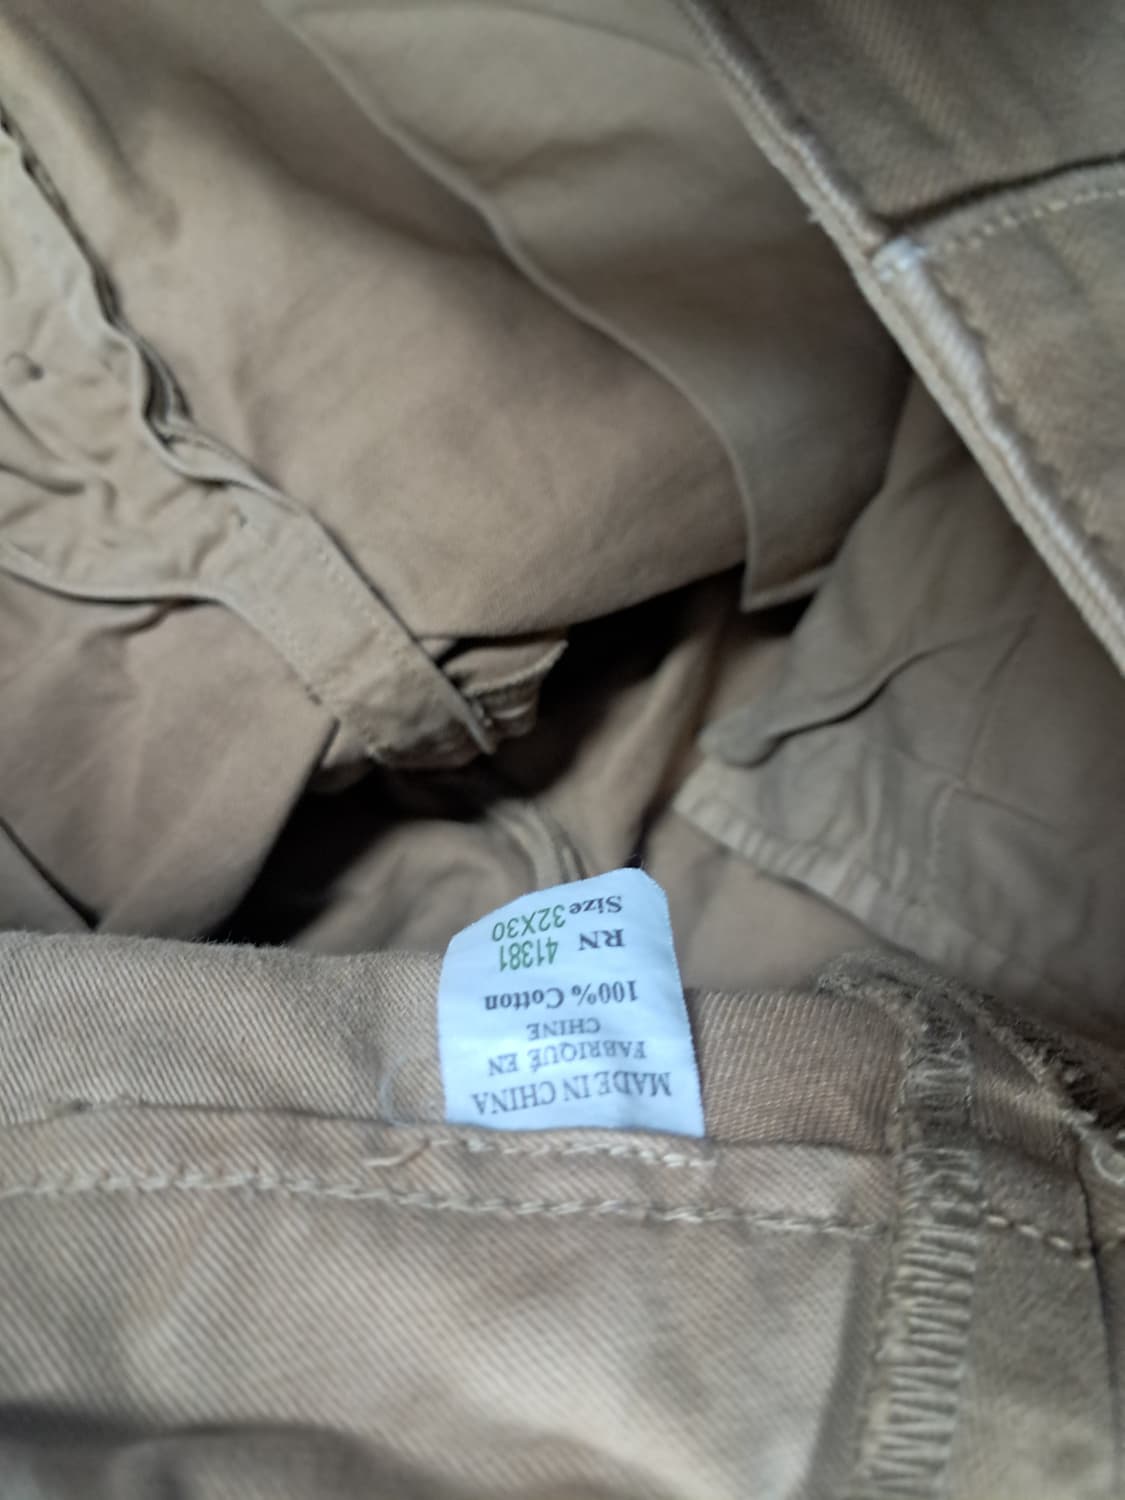 MADE IN CHINA
FABRIQUÉ EN
CHINE
100% Cotton
RN 41381
Size 32X30